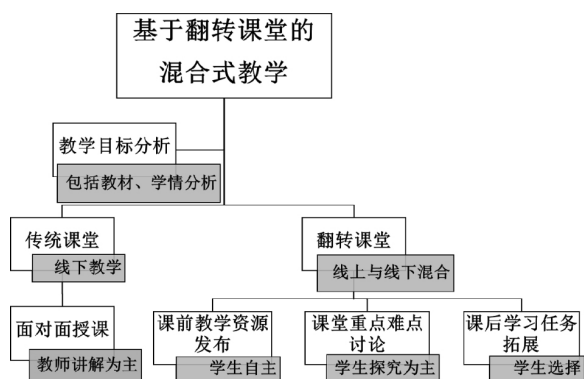 基于翻转课堂的
混合式教学
教学目标分析
包括教材、学情分析
传统课堂
线下教学
翻转课堂
线上与线下混合
面对面授课
教师讲解为主
课前教学资源
发布
学生自主
课堂重点难点
讨论
学生探究为主
课后学习任务
拓展
学生选择